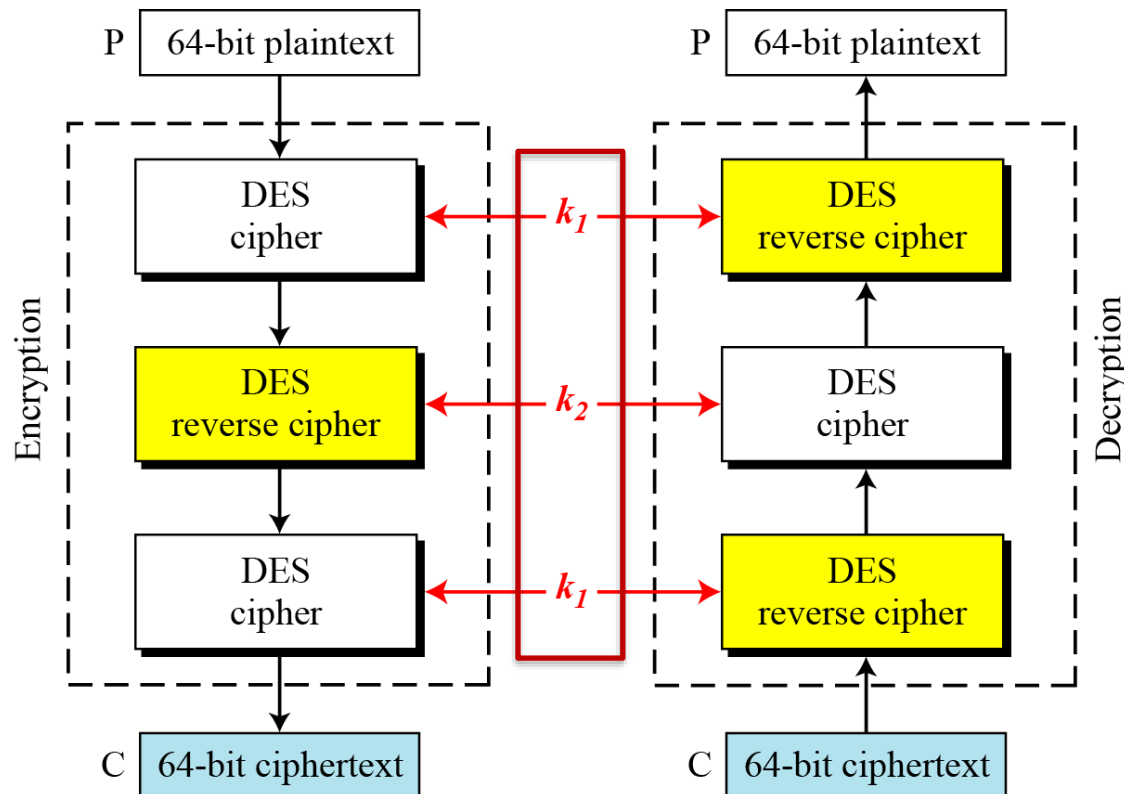 P 64-bit plaintext
P 64-bit plaintext
Encryption
DES
cipher
k1
DES
reverse cipher
DES
reverse cipher
k2
DES
cipher
DES
cipher
k1
DES
reverse cipher
Decryption
C 64-bit ciphertext
C 64-bit ciphertext